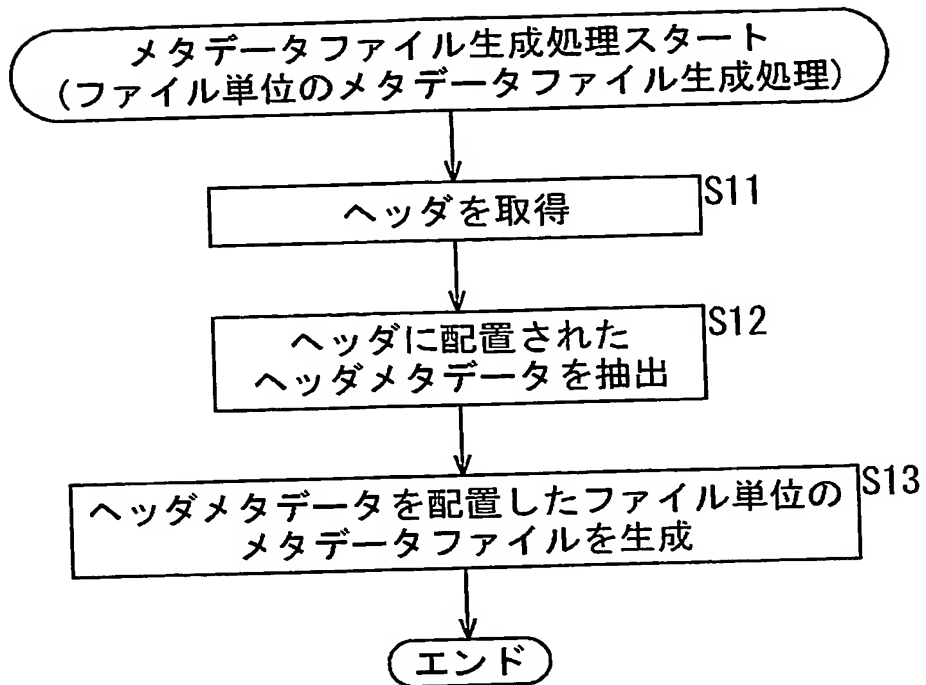 メタデータファイル生成処理スタート
(ファイル単位のメタデータファイル生成処理)
ヘッダを取得
S11
ヘッダに配置された
ヘッダメタデータを抽出
S12
ヘッダメタデータを配置したファイル単位の
メタデータファイルを生成
S13
エンド